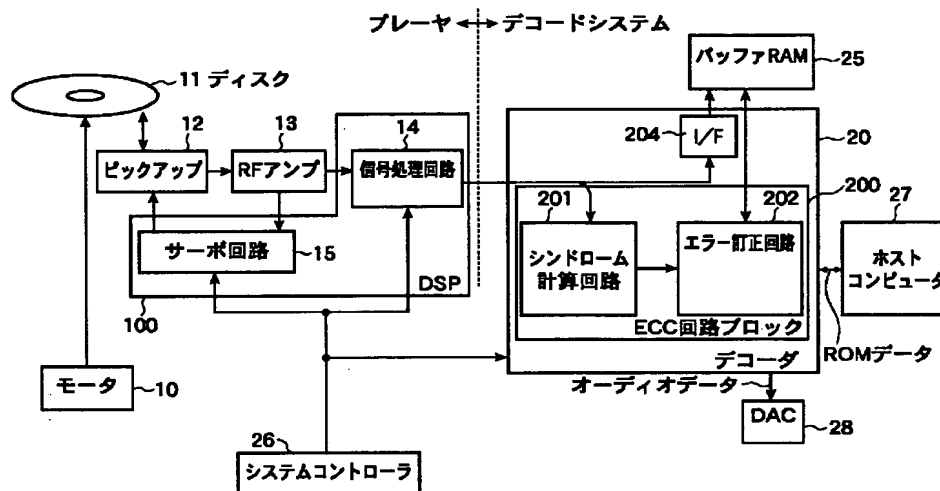 プレーヤ
デコードシステム
11 ディスク
バッファRAM
25
12
13
14
204
I/F
20
ピックアップ
RFアンプ
信号処理回路
200
201
202
27
サーボ回路
15
シンドローム
計算回路
エラー訂正回路
ホスト
コンピュータ
DSP
100
ECC回路ブロック
デコーダ
ROMデータ
モータ
10
オーディオデータ
DAC
28
26
システムコントローラ